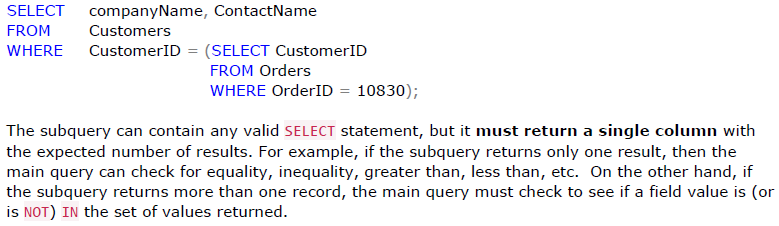 SELECT companyName, ContactName
FROM Customers
WHERE CustomerID = (SELECT CustomerID
FROM Orders
WHERE OrderID = 10830);
The subquery can contain any valid SELECT statement, but it must return a single column with
the expected number of results. For example, if the subquery returns only one result, then the
main query can check for equality, inequality, greater than, less than, etc.  On the other hand, if
the subquery returns more than one record, the main query must check to see if a field value is (or
is NOT) IN the set of values returned.